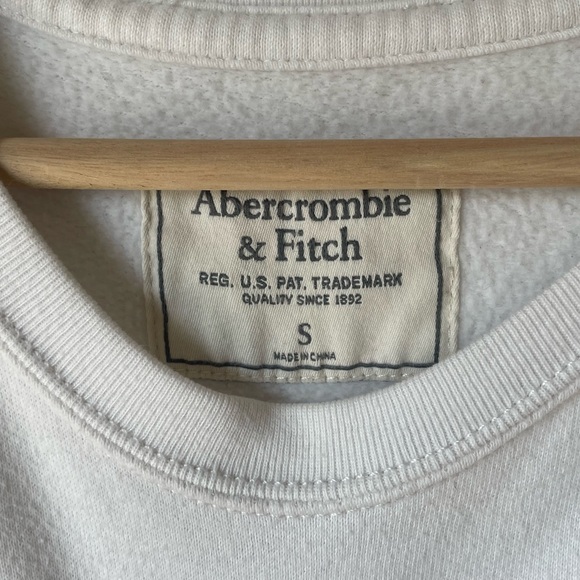 Abercrombie
& Fitch
REG. U.S. PAT. TRADEMARK
QUALITY SINCE 1892
S
MADE IN CHINA